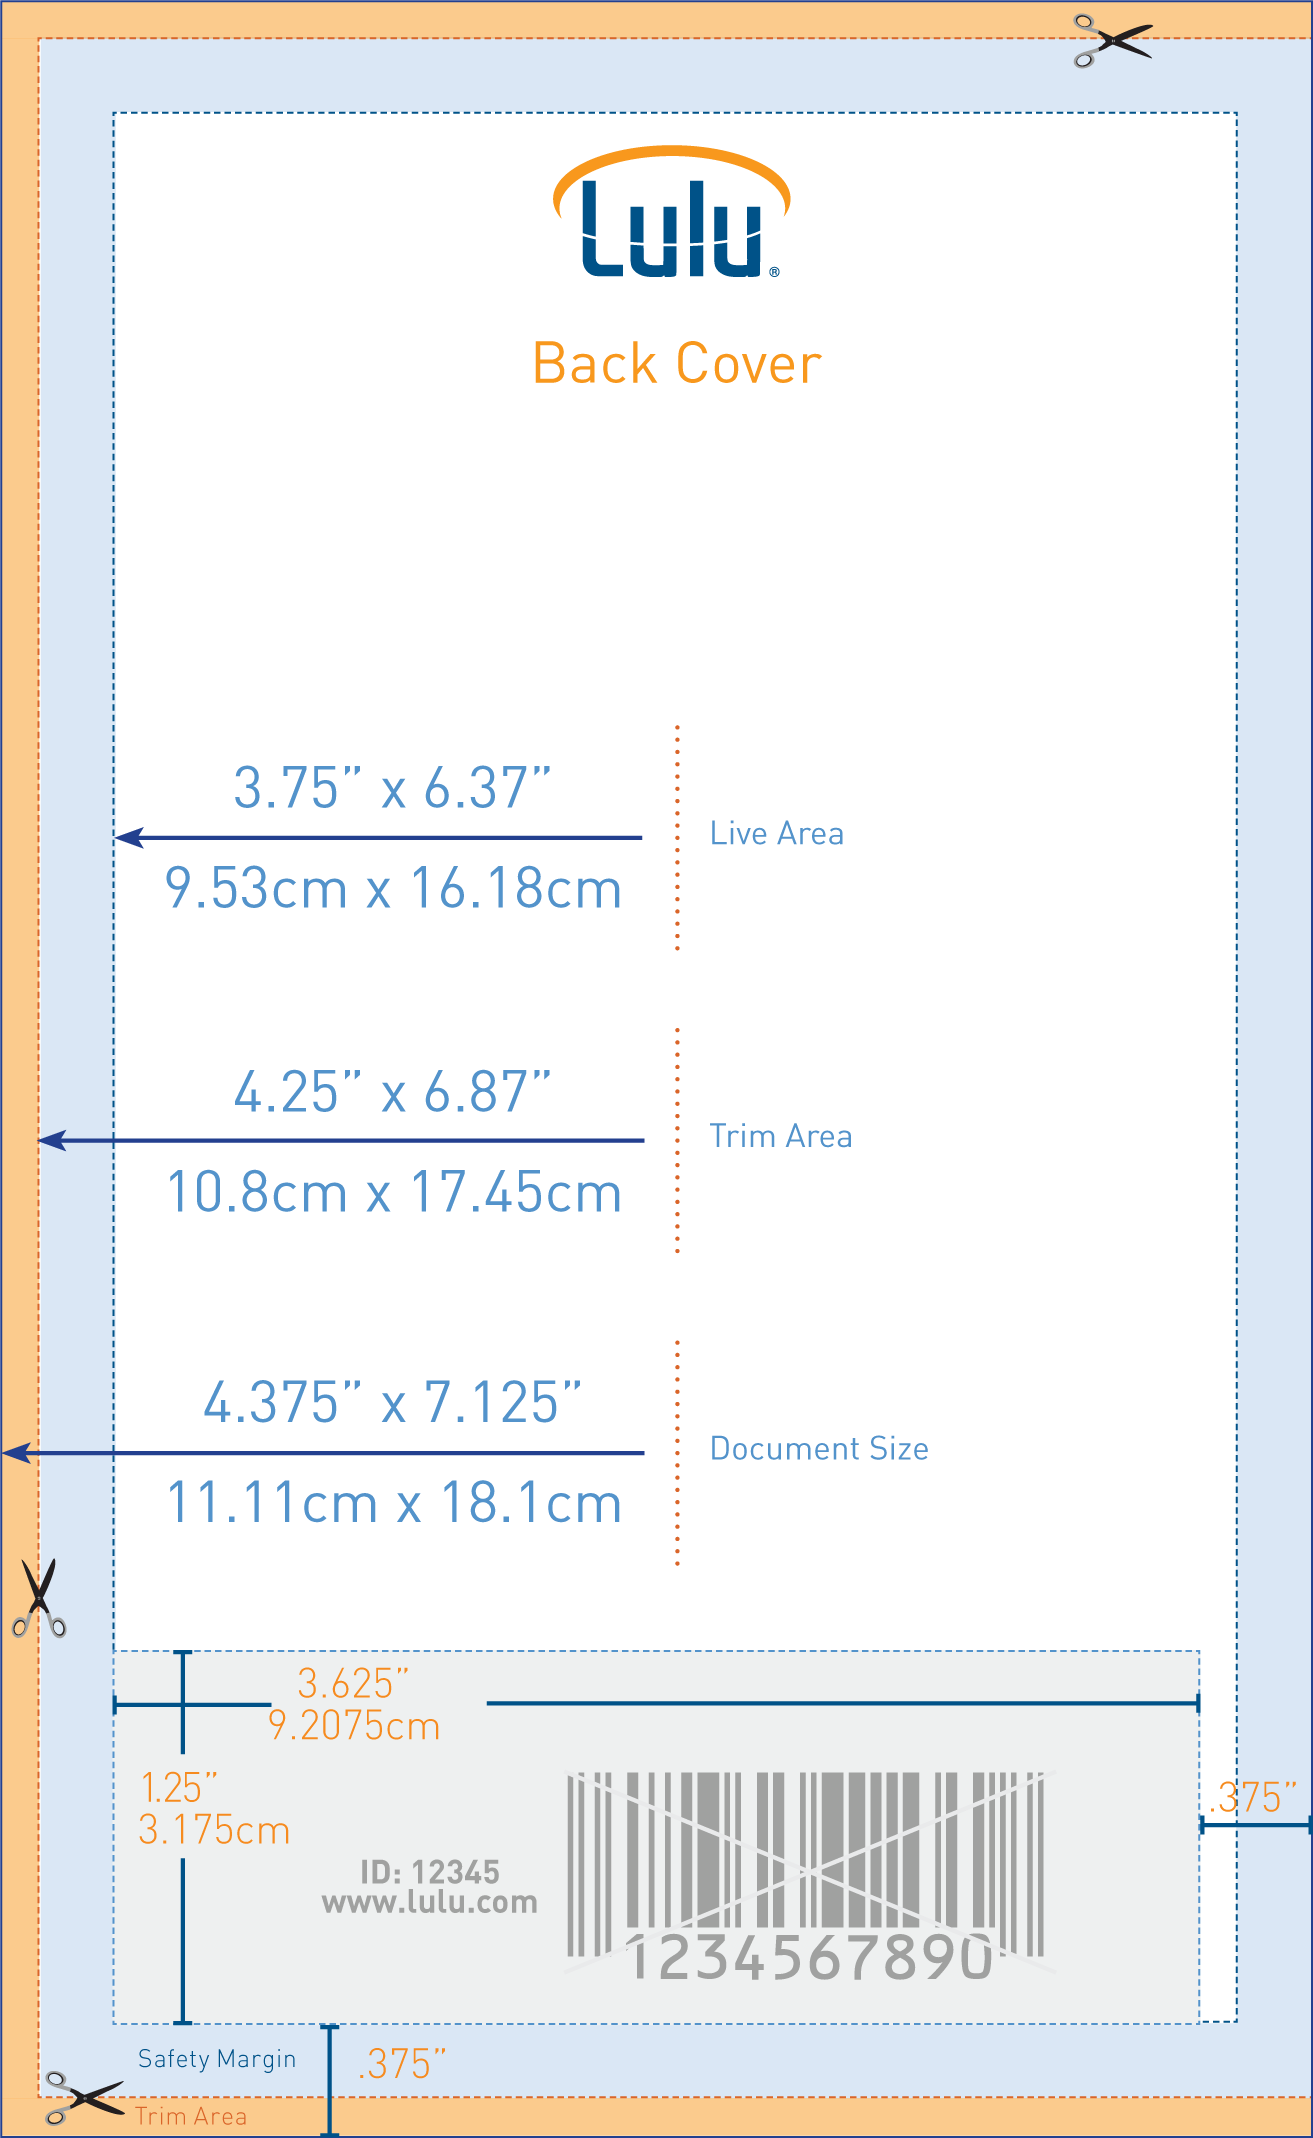 Lulu®
Back Cover
3.75” x 6.37”
Live Area
9.53cm x 16.18cm
4.25” x 6.87”
Trim Area
10.8cm x 17.45cm
4.375” x 7.125”
Document Size
11.11cm x 18.1cm
3.625”
9.2075cm
1.25”
3.175cm
.375”
ID: 12345
www.lulu.com
1234567890
Safety Margin
.375”
Trim Area